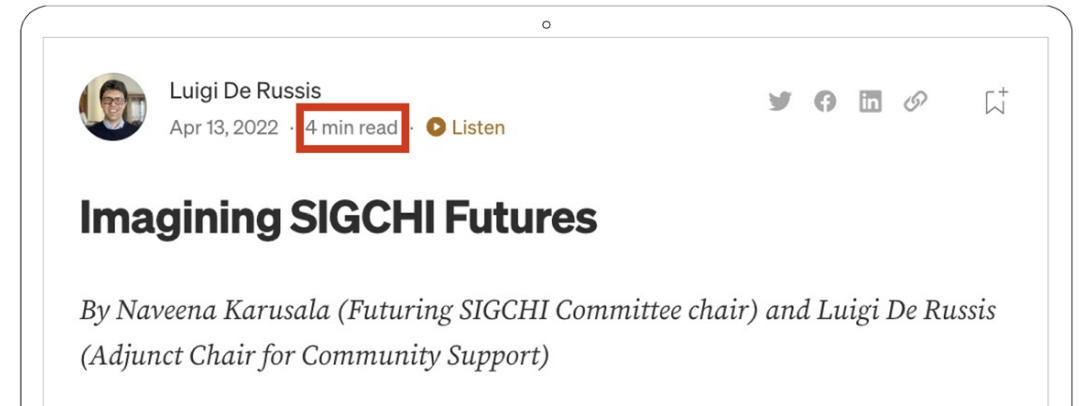 Luigi De Russis
Apr 13, 2022 · 4 min read · Listen
Imagining SIGCHI Futures
By Naveena Karusala (Futuring SIGCHI Committee chair) and Luigi De Russis
(Adjunct Chair for Community Support)